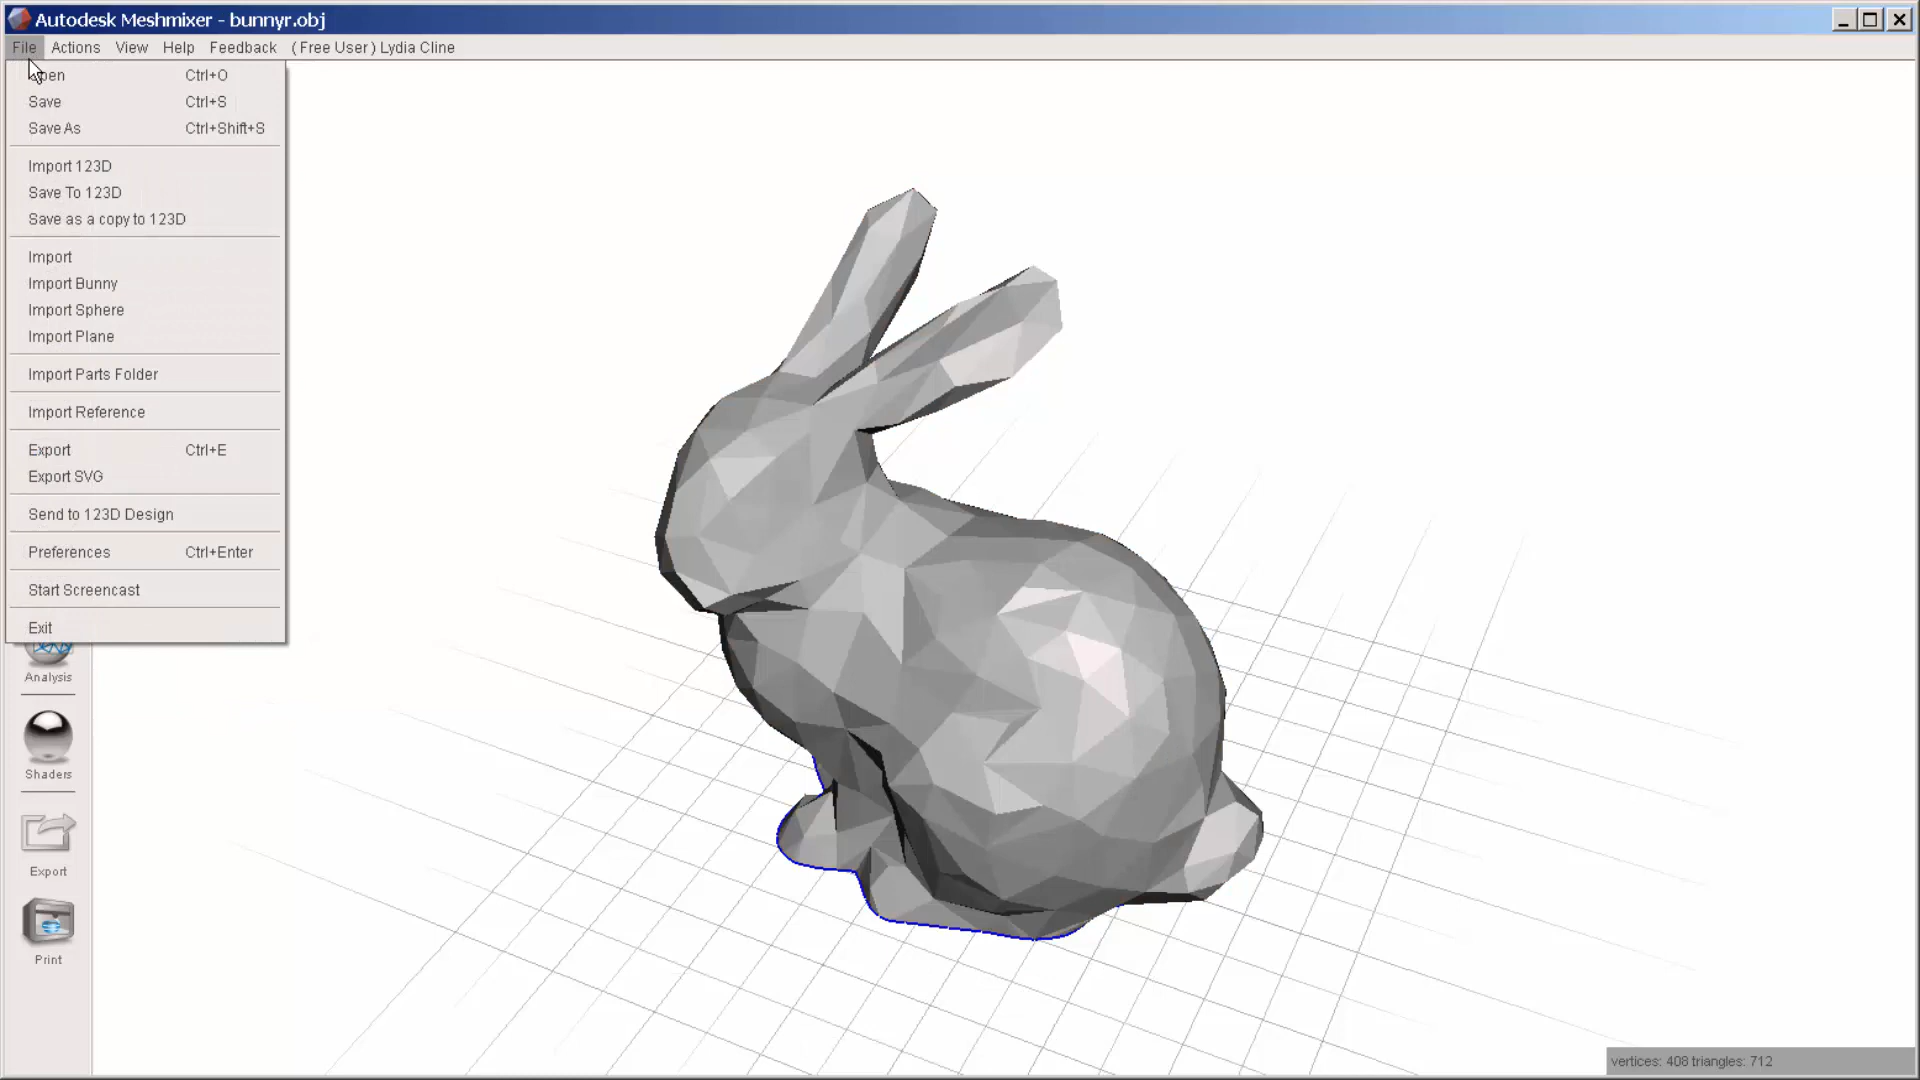 Autodesk Meshmixer - bunnyr.obj
File Actions View Help Feedback ( Free User ) Lydia Cline
Ctrl+O
Save Ctrl+S
Save As Ctrl+Shift+S
Import 123D
Save To 123D
Save as a copy to 123D
Import
Import Bunny
Import Sphere
Import Plane
Import Parts Folder
Import Reference
Export Ctrl+E
Export SVG
Send to 123D Design
Preferences Ctrl+Enter
Start Screencast
Exit
Analysis
Shaders
Export
Print
vertices: 408 triangles: 712